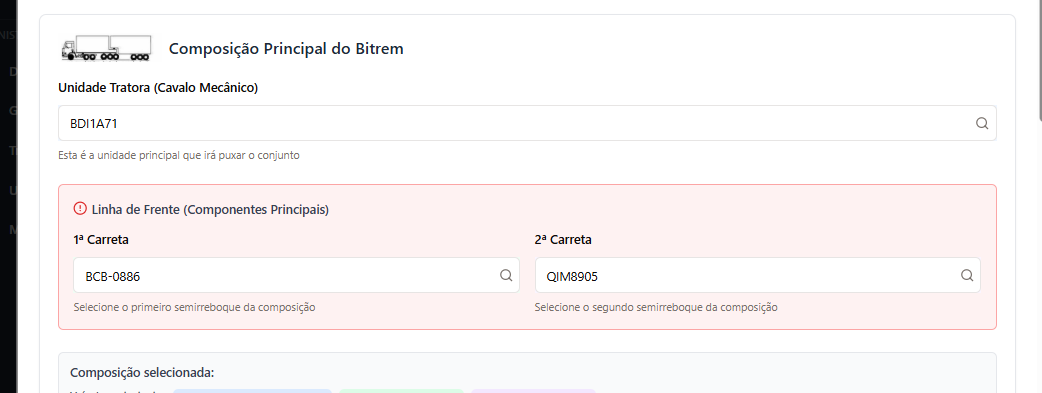 Composição Principal do Bitrem
Unidade Tratora (Cavalo Mecânico)
BDI1A71
Esta é a unidade principal que irá puxar o conjunto
Linha de Frente (Componentes Principais)
1ª Carreta 2ª Carreta
BCB-0886 QIM8905
Selecione o primeiro semirreboque da composição Selecione o segundo semirreboque da composição
Composição selecionada: